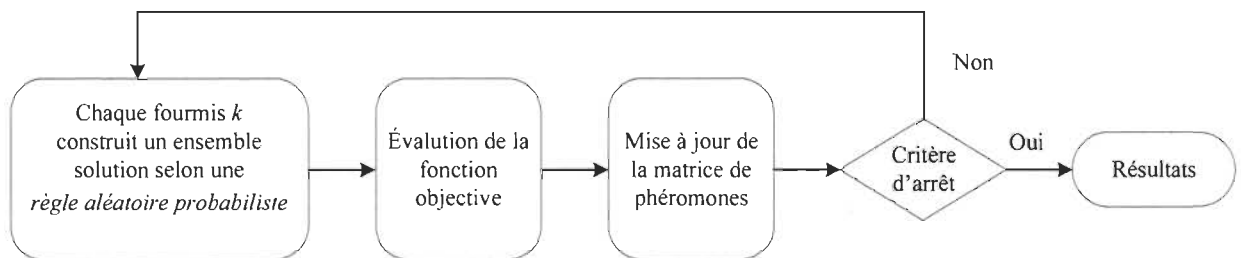 Non
Chaque fourmis k
construit un ensemble
solution selon une
règle aléatoire probabiliste
Évalution de la
fonction
objective
Mise à jour de
la matrice de
phéromones
Critère
d'arrêt
Oui
Résultats